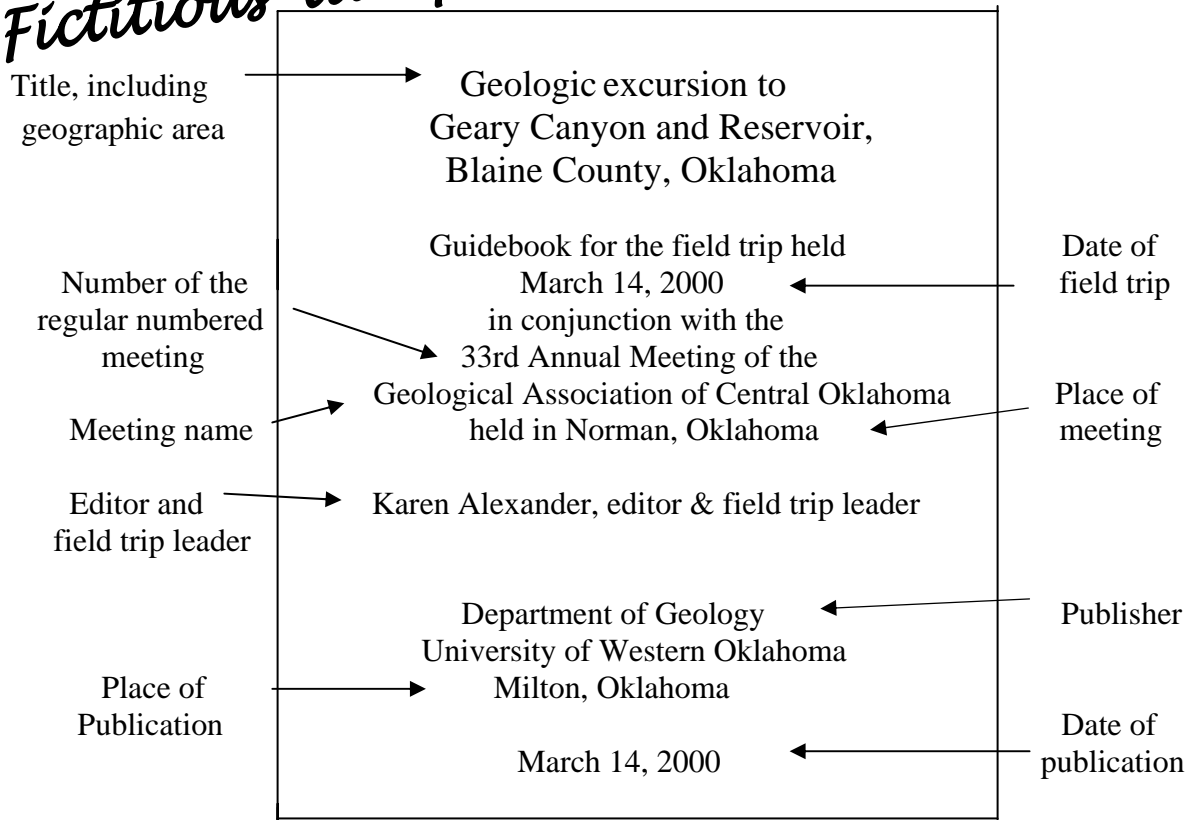 Fictitious
Title, including
geographic area
Geologic excursion to
Geary Canyon and Reservoir,
Blaine County, Oklahoma
Guidebook for the field trip held
March 14, 2000
in conjunction with the
33rd Annual Meeting of the
Geological Association of Central Oklahoma
held in Norman, Oklahoma
Date of
field trip
Number of the
regular numbered
meeting
Meeting name
Place of
meeting
Editor and
field trip leader
Karen Alexander, editor & field trip leader
Department of Geology
University of Western Oklahoma
Milton, Oklahoma
Publisher
Place of
Publication
March 14, 2000
Date of
publication